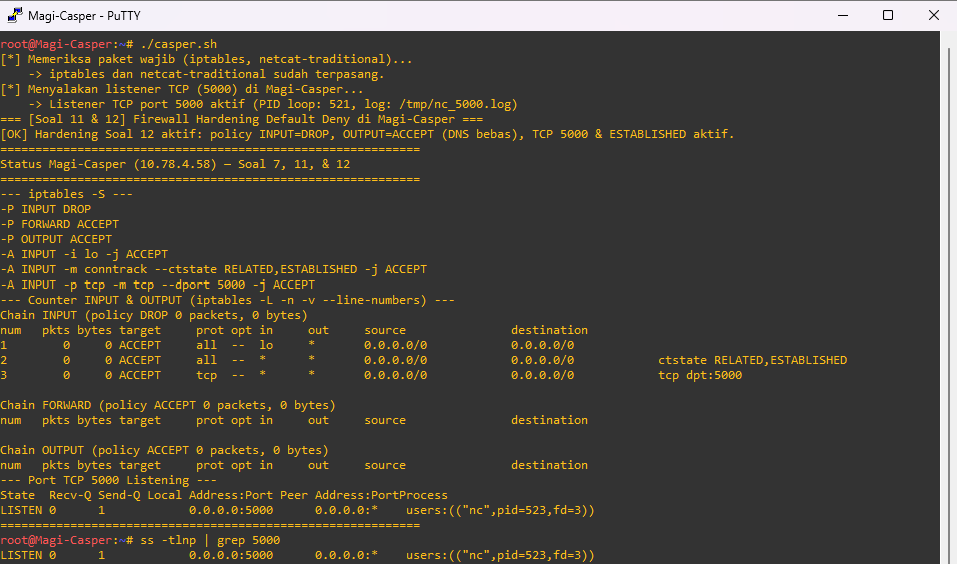 Magi-Casper - PuTTY
root@Magi-Casper:~# ./casper.sh
[*] Memeriksa paket wajib (iptables, netcat-traditional)...
    -> iptables dan netcat-traditional sudah terpasang.
[*] Menyalakan listener TCP (5000) di Magi-Casper...
    -> Listener TCP port 5000 aktif (PID loop: 521, log: /tmp/nc_5000.log)
=== [Soal 11 & 12] Firewall Hardening Default Deny di Magi-Casper ===
[OK] Hardening Soal 12 aktif: policy INPUT=DROP, OUTPUT=ACCEPT (DNS bebas), TCP 5000 & ESTABLISHED aktif.
============================================================
Status Magi-Casper (10.78.4.58) — Soal 7, 11, & 12
============================================================
--- iptables -S ---
-P INPUT DROP
-P FORWARD ACCEPT
-P OUTPUT ACCEPT
-A INPUT -i lo -j ACCEPT
-A INPUT -m conntrack --ctstate RELATED,ESTABLISHED -j ACCEPT
-A INPUT -p tcp -m tcp --dport 5000 -j ACCEPT
--- Counter INPUT & OUTPUT (iptables -L -n -v --line-numbers) ---
Chain INPUT (policy DROP 0 packets, 0 bytes)
num   pkts bytes target     prot opt in     out     source               destination
1        0     0 ACCEPT     all  --  lo     *       0.0.0.0/0            0.0.0.0/0
2        0     0 ACCEPT     all  --  *      *       0.0.0.0/0            0.0.0.0/0            ctstate RELATED,ESTABLISHED
3        0     0 ACCEPT     tcp  --  *      *       0.0.0.0/0            0.0.0.0/0            tcp dpt:5000
Chain FORWARD (policy ACCEPT 0 packets, 0 bytes)
num   pkts bytes target     prot opt in     out     source               destination
Chain OUTPUT (policy ACCEPT 0 packets, 0 bytes)
num   pkts bytes target     prot opt in     out     source               destination
--- Port TCP 5000 Listening ---
State  Recv-Q Send-Q Local Address:Port Peer Address:PortProcess
LISTEN 0      1            0.0.0.0:5000      0.0.0.0:*    users:(("nc",pid=523,fd=3))
============================================================
root@Magi-Casper:~# ss -tlnp | grep 5000
LISTEN 0      1            0.0.0.0:5000      0.0.0.0:*    users:(("nc",pid=523,fd=3))